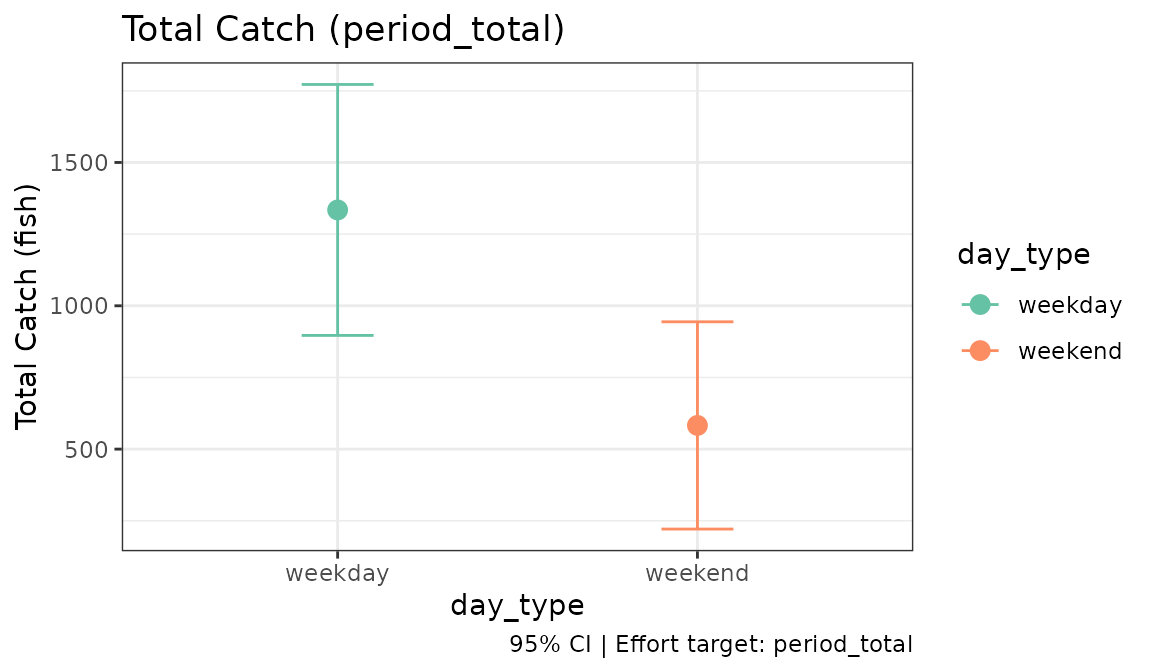 Total Catch (period_total)
Total Catch (fish)
1500
1000
500
weekday
weekend
day_type
95% CI | Effort target: period_total
day_type
weekday
weekend